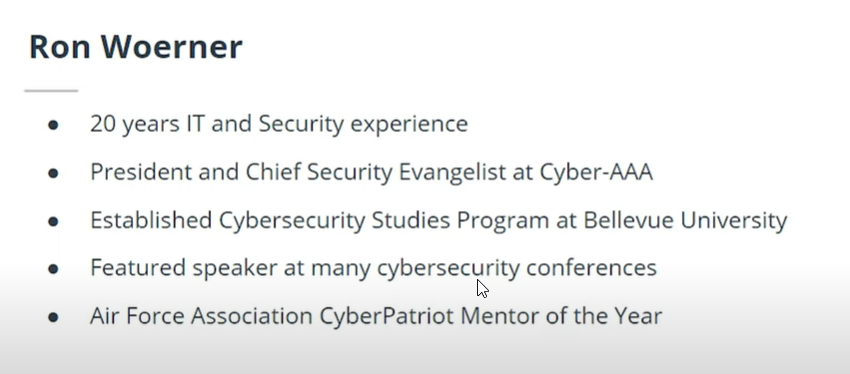 Ron Woerner
• 20 years IT and Security experience
• President and Chief Security Evangelist at Cyber-AAA
• Established Cybersecurity Studies Program at Bellevue University
• Featured speaker at many cybersecurity conferences
• Air Force Association CyberPatriot Mentor of the Year